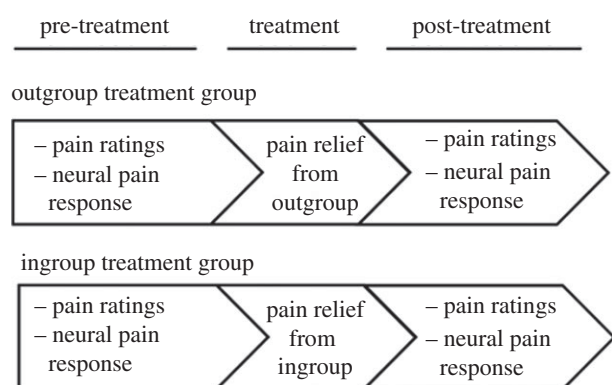 pre-treatment treatment post-treatment
outgroup treatment group
– pain ratings
– neural pain
response
pain relief
from
outgroup
– pain ratings
– neural pain
response
ingroup treatment group
– pain ratings
– neural pain
response
pain relief
from
ingroup
– pain ratings
– neural pain
response